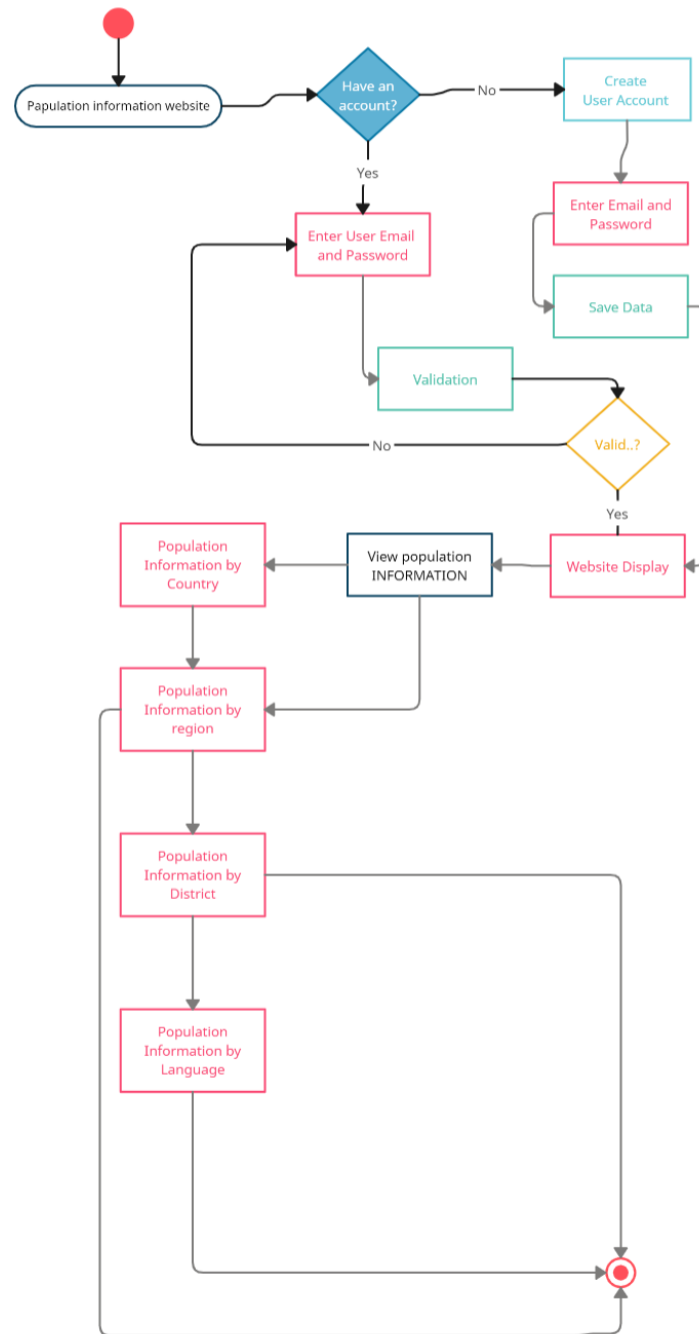 Papulation information website
Have an
account?
No
Create
User Account
Yes
Enter Email and
Password
Enter User Email
and Password
Save Data
Validation
No
Valid..?
Yes
Population
Information by
Country
View population
INFORMATION
Website Display
Population
Information by
region
Population
Information by
District
Population
Information by
Language